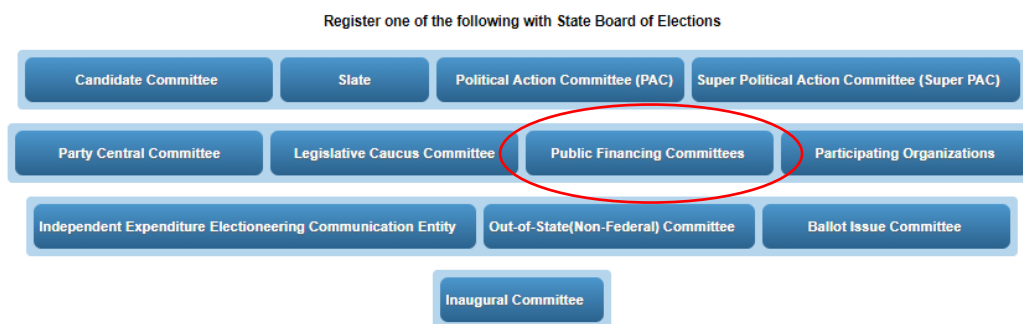 Register one of the following with State Board of Elections
Candidate Committee Slate Political Action Committee (PAC) Super Political Action Committee (Super PAC)
Party Central Committee Legislative Caucus Committee Public Financing Committees Participating Organizations
Independent Expenditure Electioneering Communication Entity Out-of-State(Non-Federal) Committee Ballot Issue Committee
Inaugural Committee